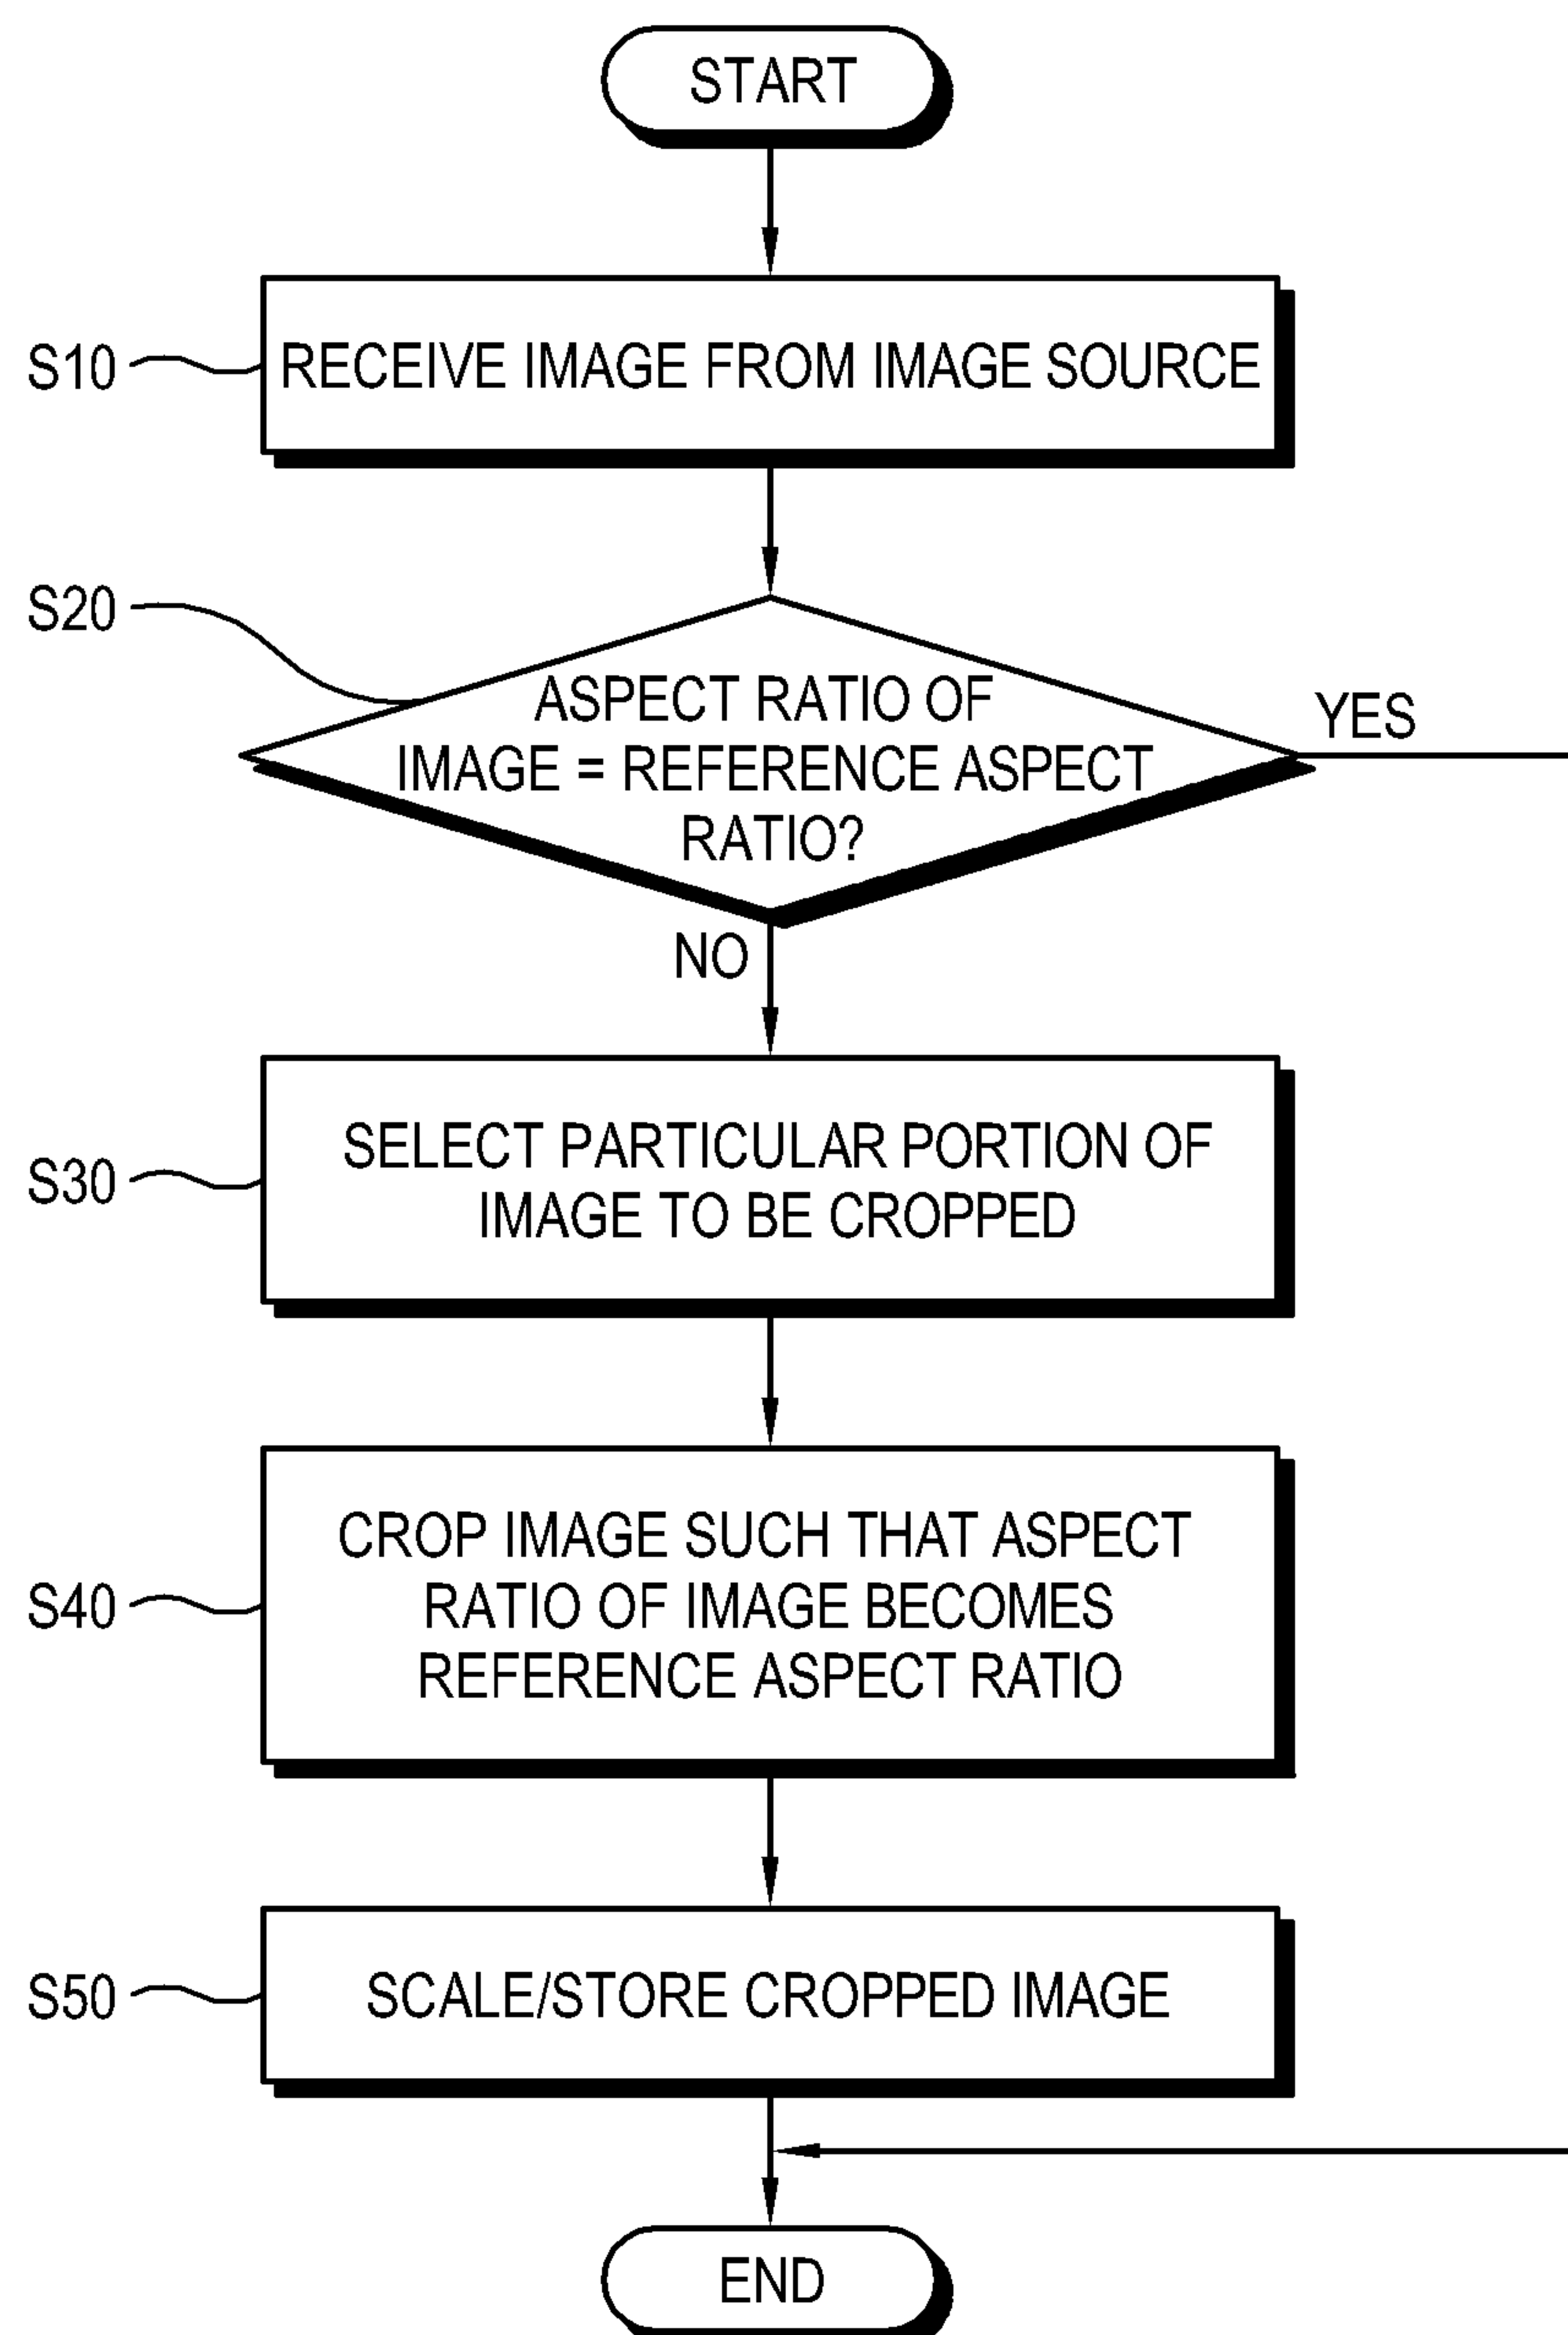 START
S10
RECEIVE IMAGE FROM IMAGE SOURCE
S20
ASPECT RATIO OF
IMAGE = REFERENCE ASPECT
RATIO?
YES
NO
S30
SELECT PARTICULAR PORTION OF
IMAGE TO BE CROPPED
S40
CROP IMAGE SUCH THAT ASPECT
RATIO OF IMAGE BECOMES
REFERENCE ASPECT RATIO
S50
SCALE/STORE CROPPED IMAGE
END